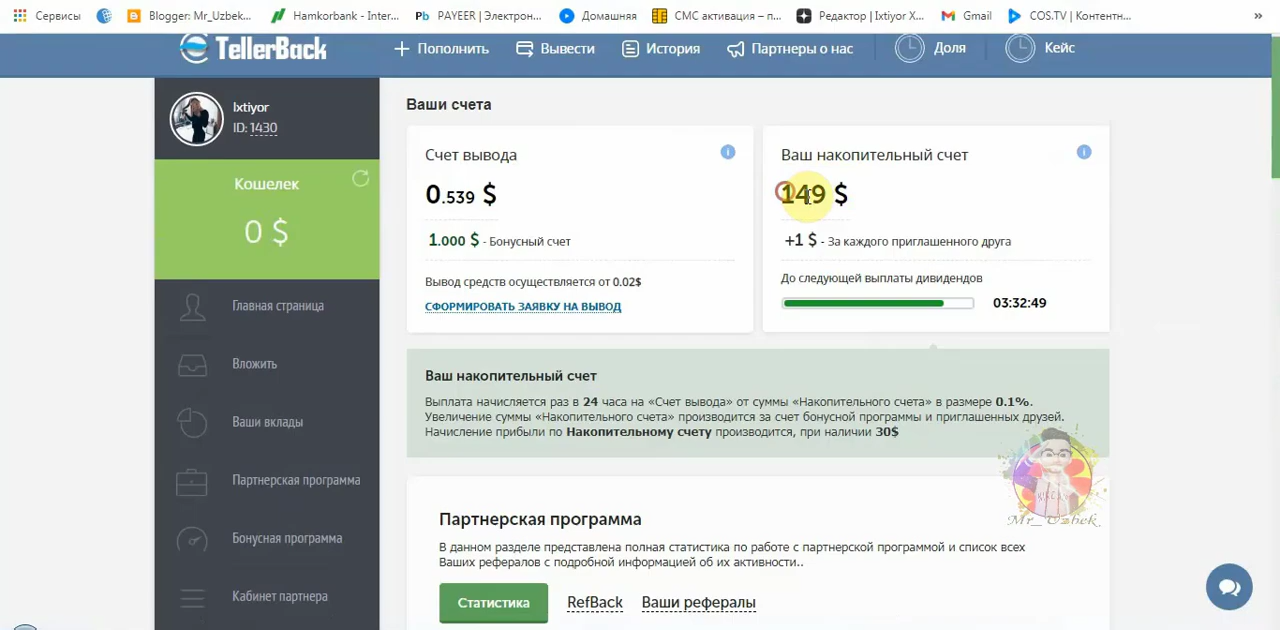 Сервисы
Blogger: Mr_Uzbek...
Hamkorbank - Inter...
PAYEER | Электрон...
Домашняя
СМС активация – п...
Редактор | Ixtiyor X...
Gmail
COS.TV | Контентн...
»
TellerBack
Пополнить
Вывести
История
Партнеры о нас
Доля
Кейс
Ixtiyor
ID: 1430
Кошелек
0 $
Главная страница
Вложить
Ваши вклады
Партнерская программа
Бонусная программа
Кабинет партнера
Ваши счета
Счет вывода
0.539 $
1.000 $ - Бонусный счет
Вывод средств осуществляется от 0.02$
СФОРМИРОВАТЬ ЗАЯВКУ НА ВЫВОД
Ваш накопительный счет
149 $
+1 $ - За каждого приглашенного друга
До следующей выплаты дивидендов
03:32:49
Ваш накопительный счет
Выплата начисляется раз в 24 часа на «Счет вывода» от суммы «Накопительного счета» в размере 0.1%.
Увеличение суммы «Накопительного счета» производится за счет бонусной программы и приглашенных друзей.
Начисление прибыли по Накопительному счету производится, при наличии 30$
Mr_Uzbek
Партнерская программа
В данном разделе представлена полная статистика по работе с партнерской программой и список всех
Ваших рефералов с подробной информацией об их активности..
Статистика
RefBack
Ваши рефералы